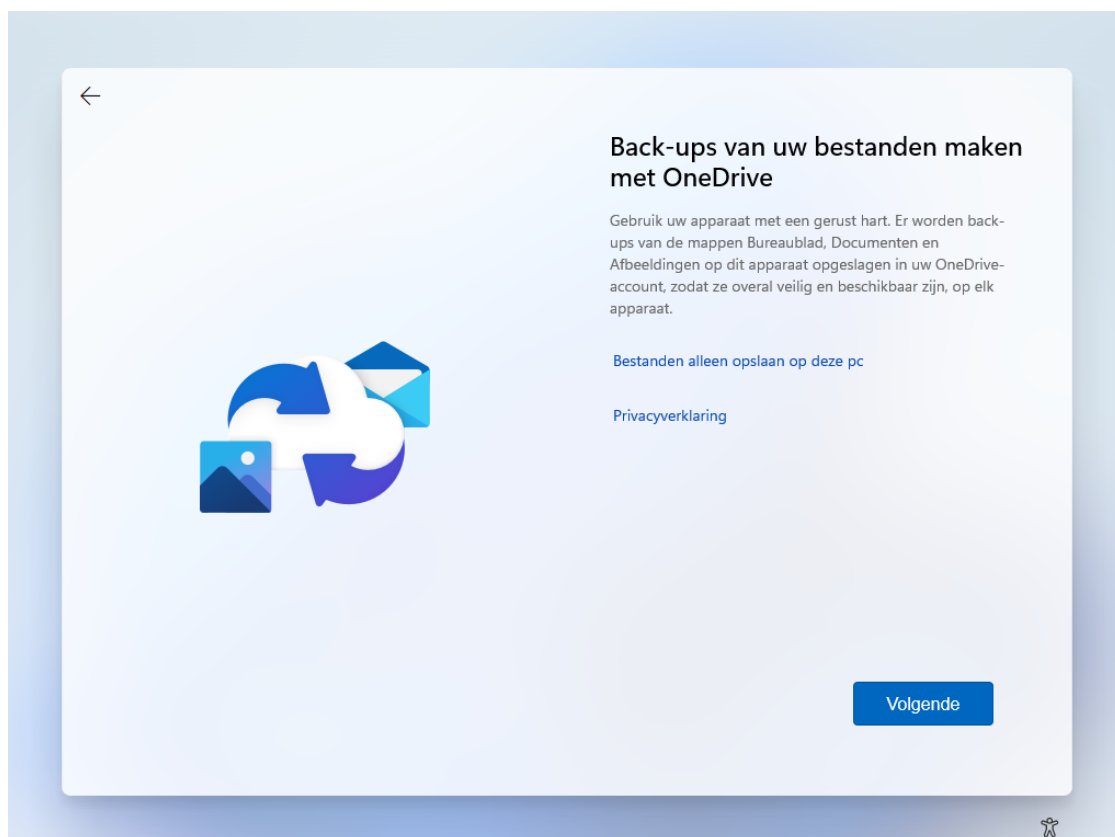 Back-ups van uw bestanden maken
met OneDrive
Gebruik uw apparaat met een gerust hart. Er worden back-
ups van de mappen Bureaublad, Documenten en
Afbeeldingen op dit apparaat opgeslagen in uw OneDrive-
account, zodat ze overal veilig en beschikbaar zijn, op elk
apparaat.
Bestanden alleen opslaan op deze pc
Privacyverklaring
Volgende